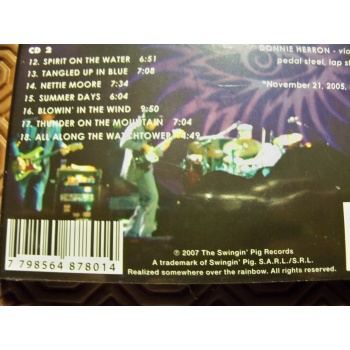 CD 2
12. SPIRIT ON THE WATER 6:51
13. TANGLED UP IN BLUE 7:08
14. NETTIE MOORE 7:34
15. SUMMER DAYS 6:04
16. BLOWIN' IN THE WIND 9:50
17. THUNDER ON THE MOUNTAIN 7:04
18. ALL ALONG THE WATCHTOWER :49
DONNIE HERRON - vio
pedal steel, lap st
"November 21, 2005,
℗ 2007 The Swingin' Pig Records
A trademark of Swingin' Pig. S.A.R.L/S.R.L.
Realized somewhere over the rainbow. All rights reserved.
7 798564 878014